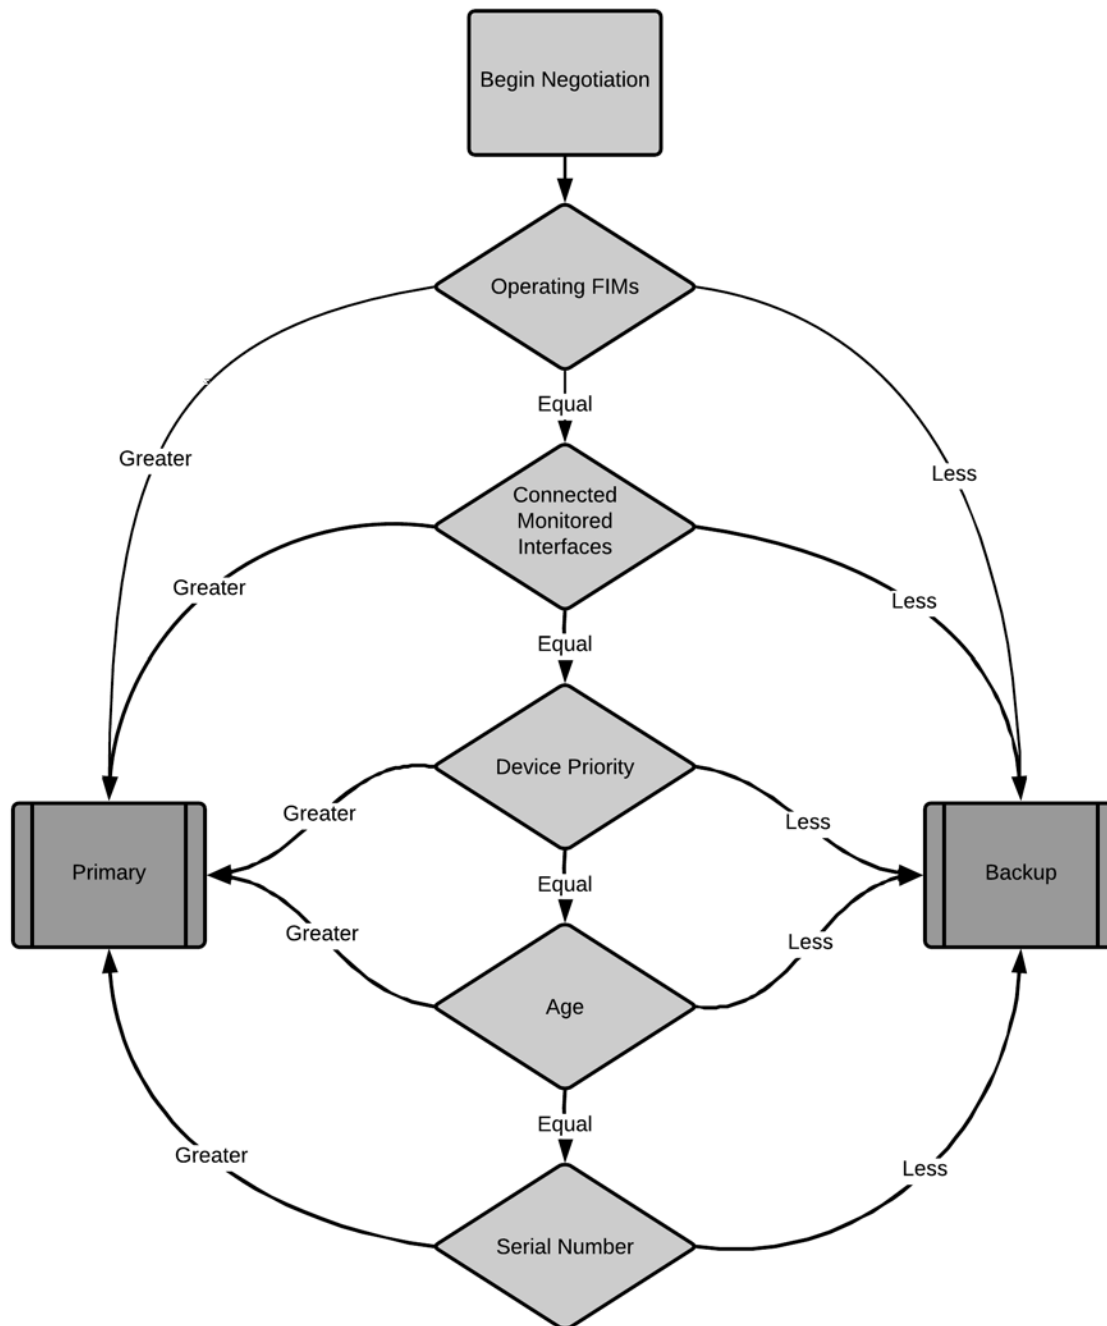 Begin Negotiation
Operating FIMs
Equal
Greater
Less
Connected
Monitored
Interfaces
Greater
Less
Equal
Device Priority
Greater
Less
Primary
Backup
Equal
Greater
Less
Age
Equal
Greater
Less
Serial Number